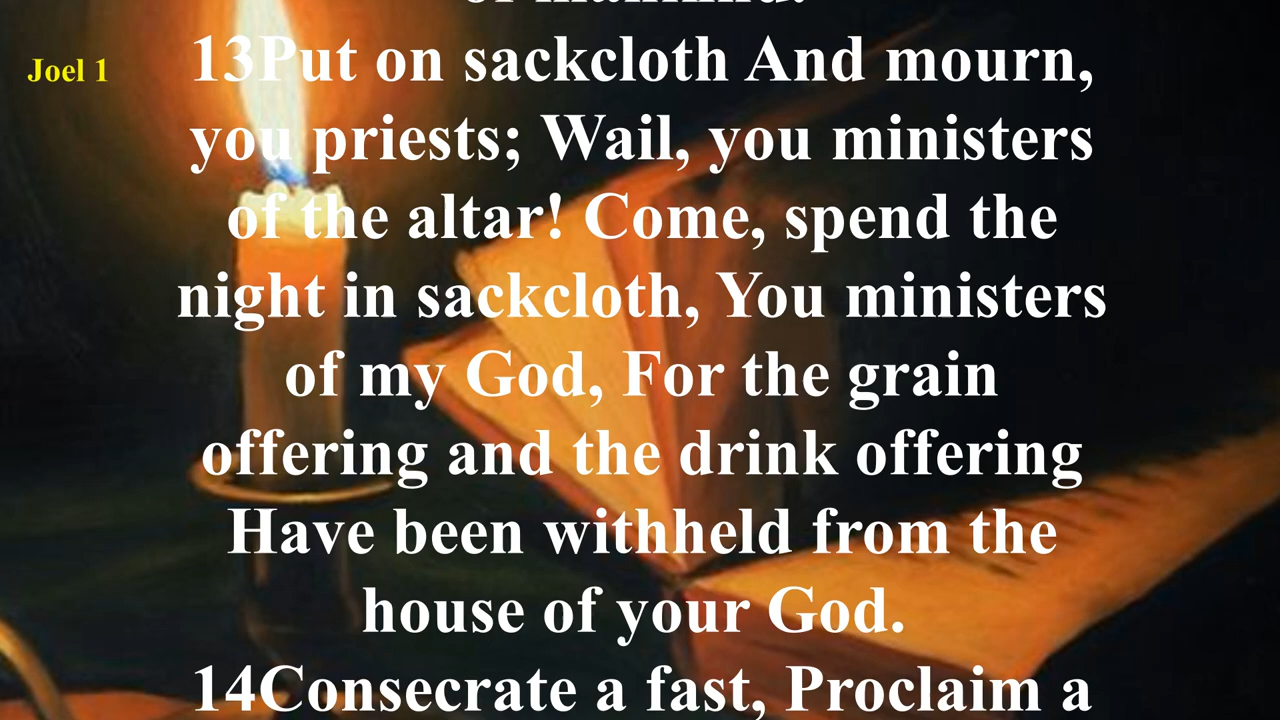 Joel 1
13Put on sackcloth And mourn,
you priests; Wail, you ministers
of the altar! Come, spend the
night in sackcloth, You ministers
of my God, For the grain
offering and the drink offering
Have been withheld from the
house of your God.
14Consecrate a fast, Proclaim a